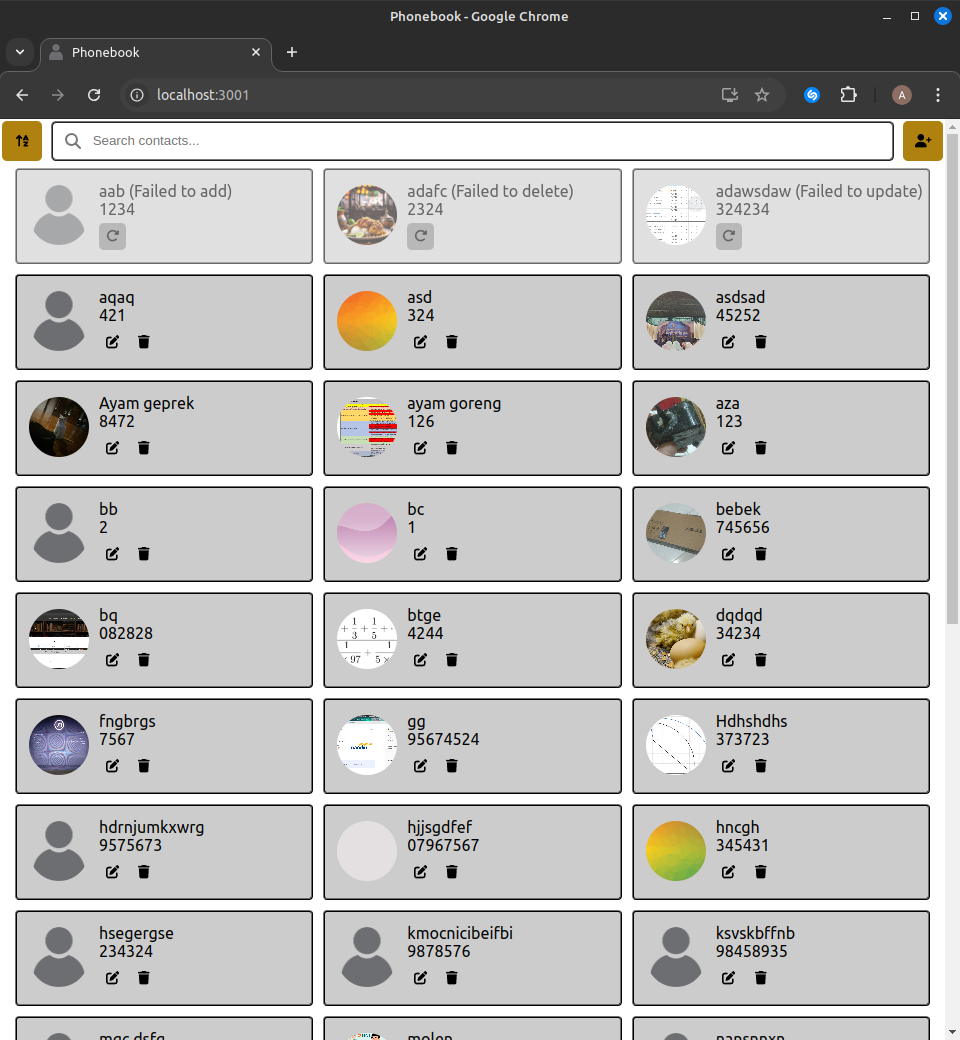 Phonebook - Google Chrome
Phonebook
localhost:3001
A
Search contacts...
aab (Failed to add)
1234
adafc (Failed to delete)
2324
adawsdaw (Failed to update)
324234
aqaq
421
asd
324
asdsad
45252
Ayam geprek
8472
ayam goreng
126
aza
123
bb
2
bc
1
bebek
745656
bq
082828
btge
4244
dqdqd
34234
fngbrgs
7567
gg
95674524
Hdhshdhs
373723
hdrnjumkxwrg
9575673
hjjsgdfef
07967567
hncgh
345431
hsegergse
234324
kmocnicibeifbi
9878576
ksvskbffnb
98458935
molen